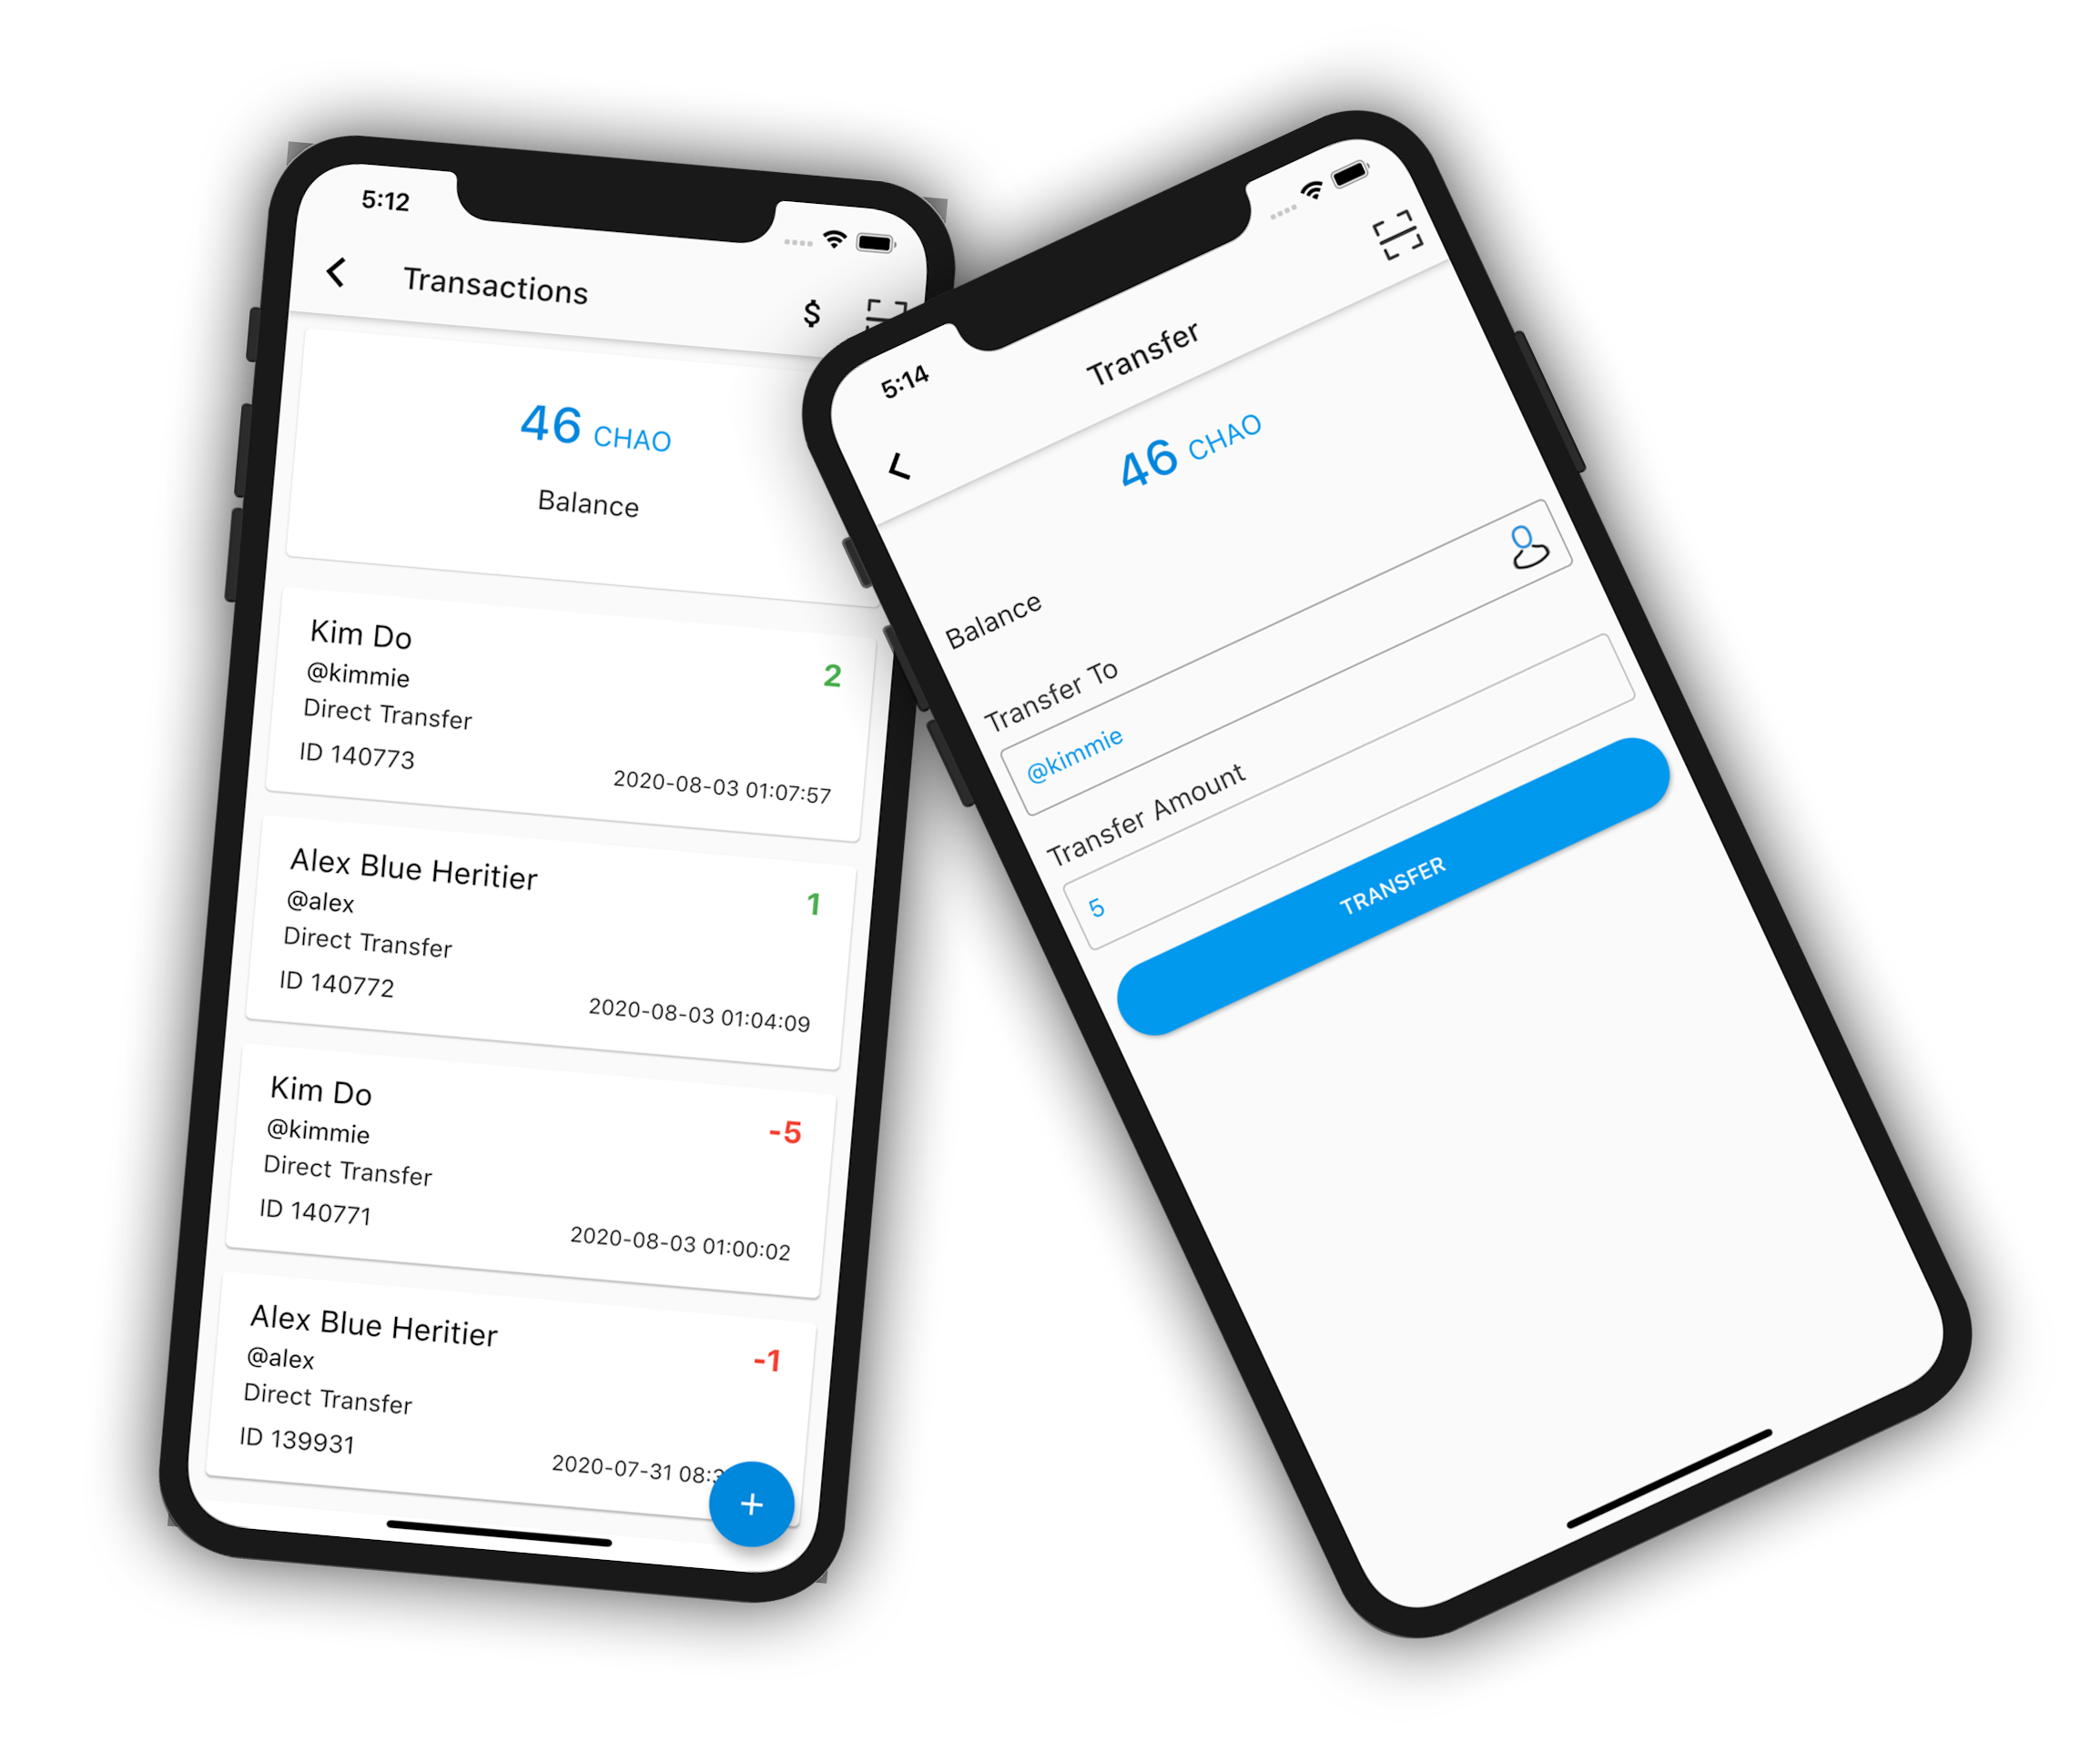 5:12
Transactions
$
46 CHAO
Balance
Kim Do
2
@kimmie
Direct Transfer
ID 140773
2020-08-03 01:07:57
Alex Blue Heritier
1
@alex
Direct Transfer
ID 140772
2020-08-03 01:04:09
Kim Do
-5
@kimmie
Direct Transfer
ID 140771
2020-08-03 01:00:02
Alex Blue Heritier
-1
@alex
Direct Transfer
ID 139931
2020-07-31
+
5:14
Transfer
46 CHAO
Balance
Transfer To
@kimmie
Transfer Amount
5
TRANSFER